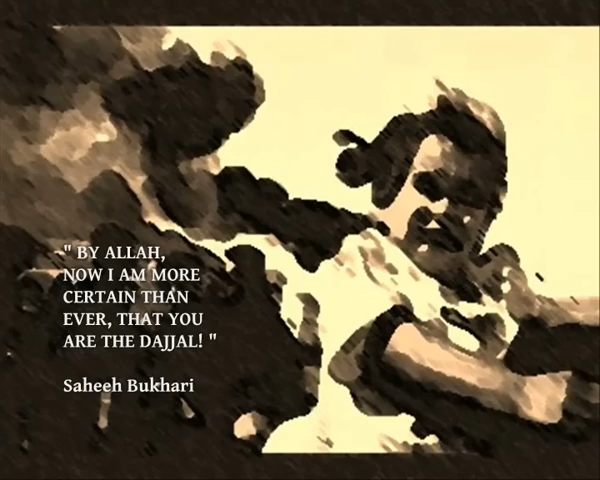 " BY ALLAH,
NOW I AM MORE
CERTAIN THAN
EVER, THAT YOU
ARE THE DAJJAL! "
Saheeh Bukhari